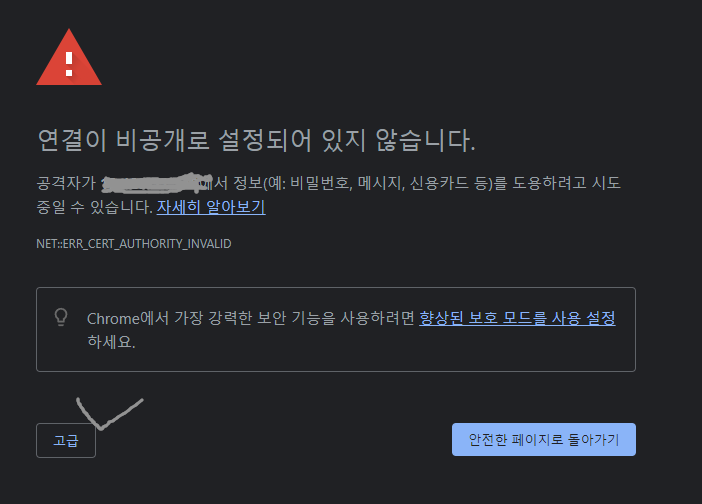 연결이 비공개로 설정되어 있지 않습니다.
공격자가 에서 정보(예: 비밀번호, 메시지, 신용카드 등)를 도용하려고 시도
중일 수 있습니다. 자세히 알아보기
NET::ERR_CERT_AUTHORITY_INVALID
Chrome에서 가장 강력한 보안 기능을 사용하려면 향상된 보호 모드를 사용 설정
하세요.
고급
안전한 페이지로 돌아가기